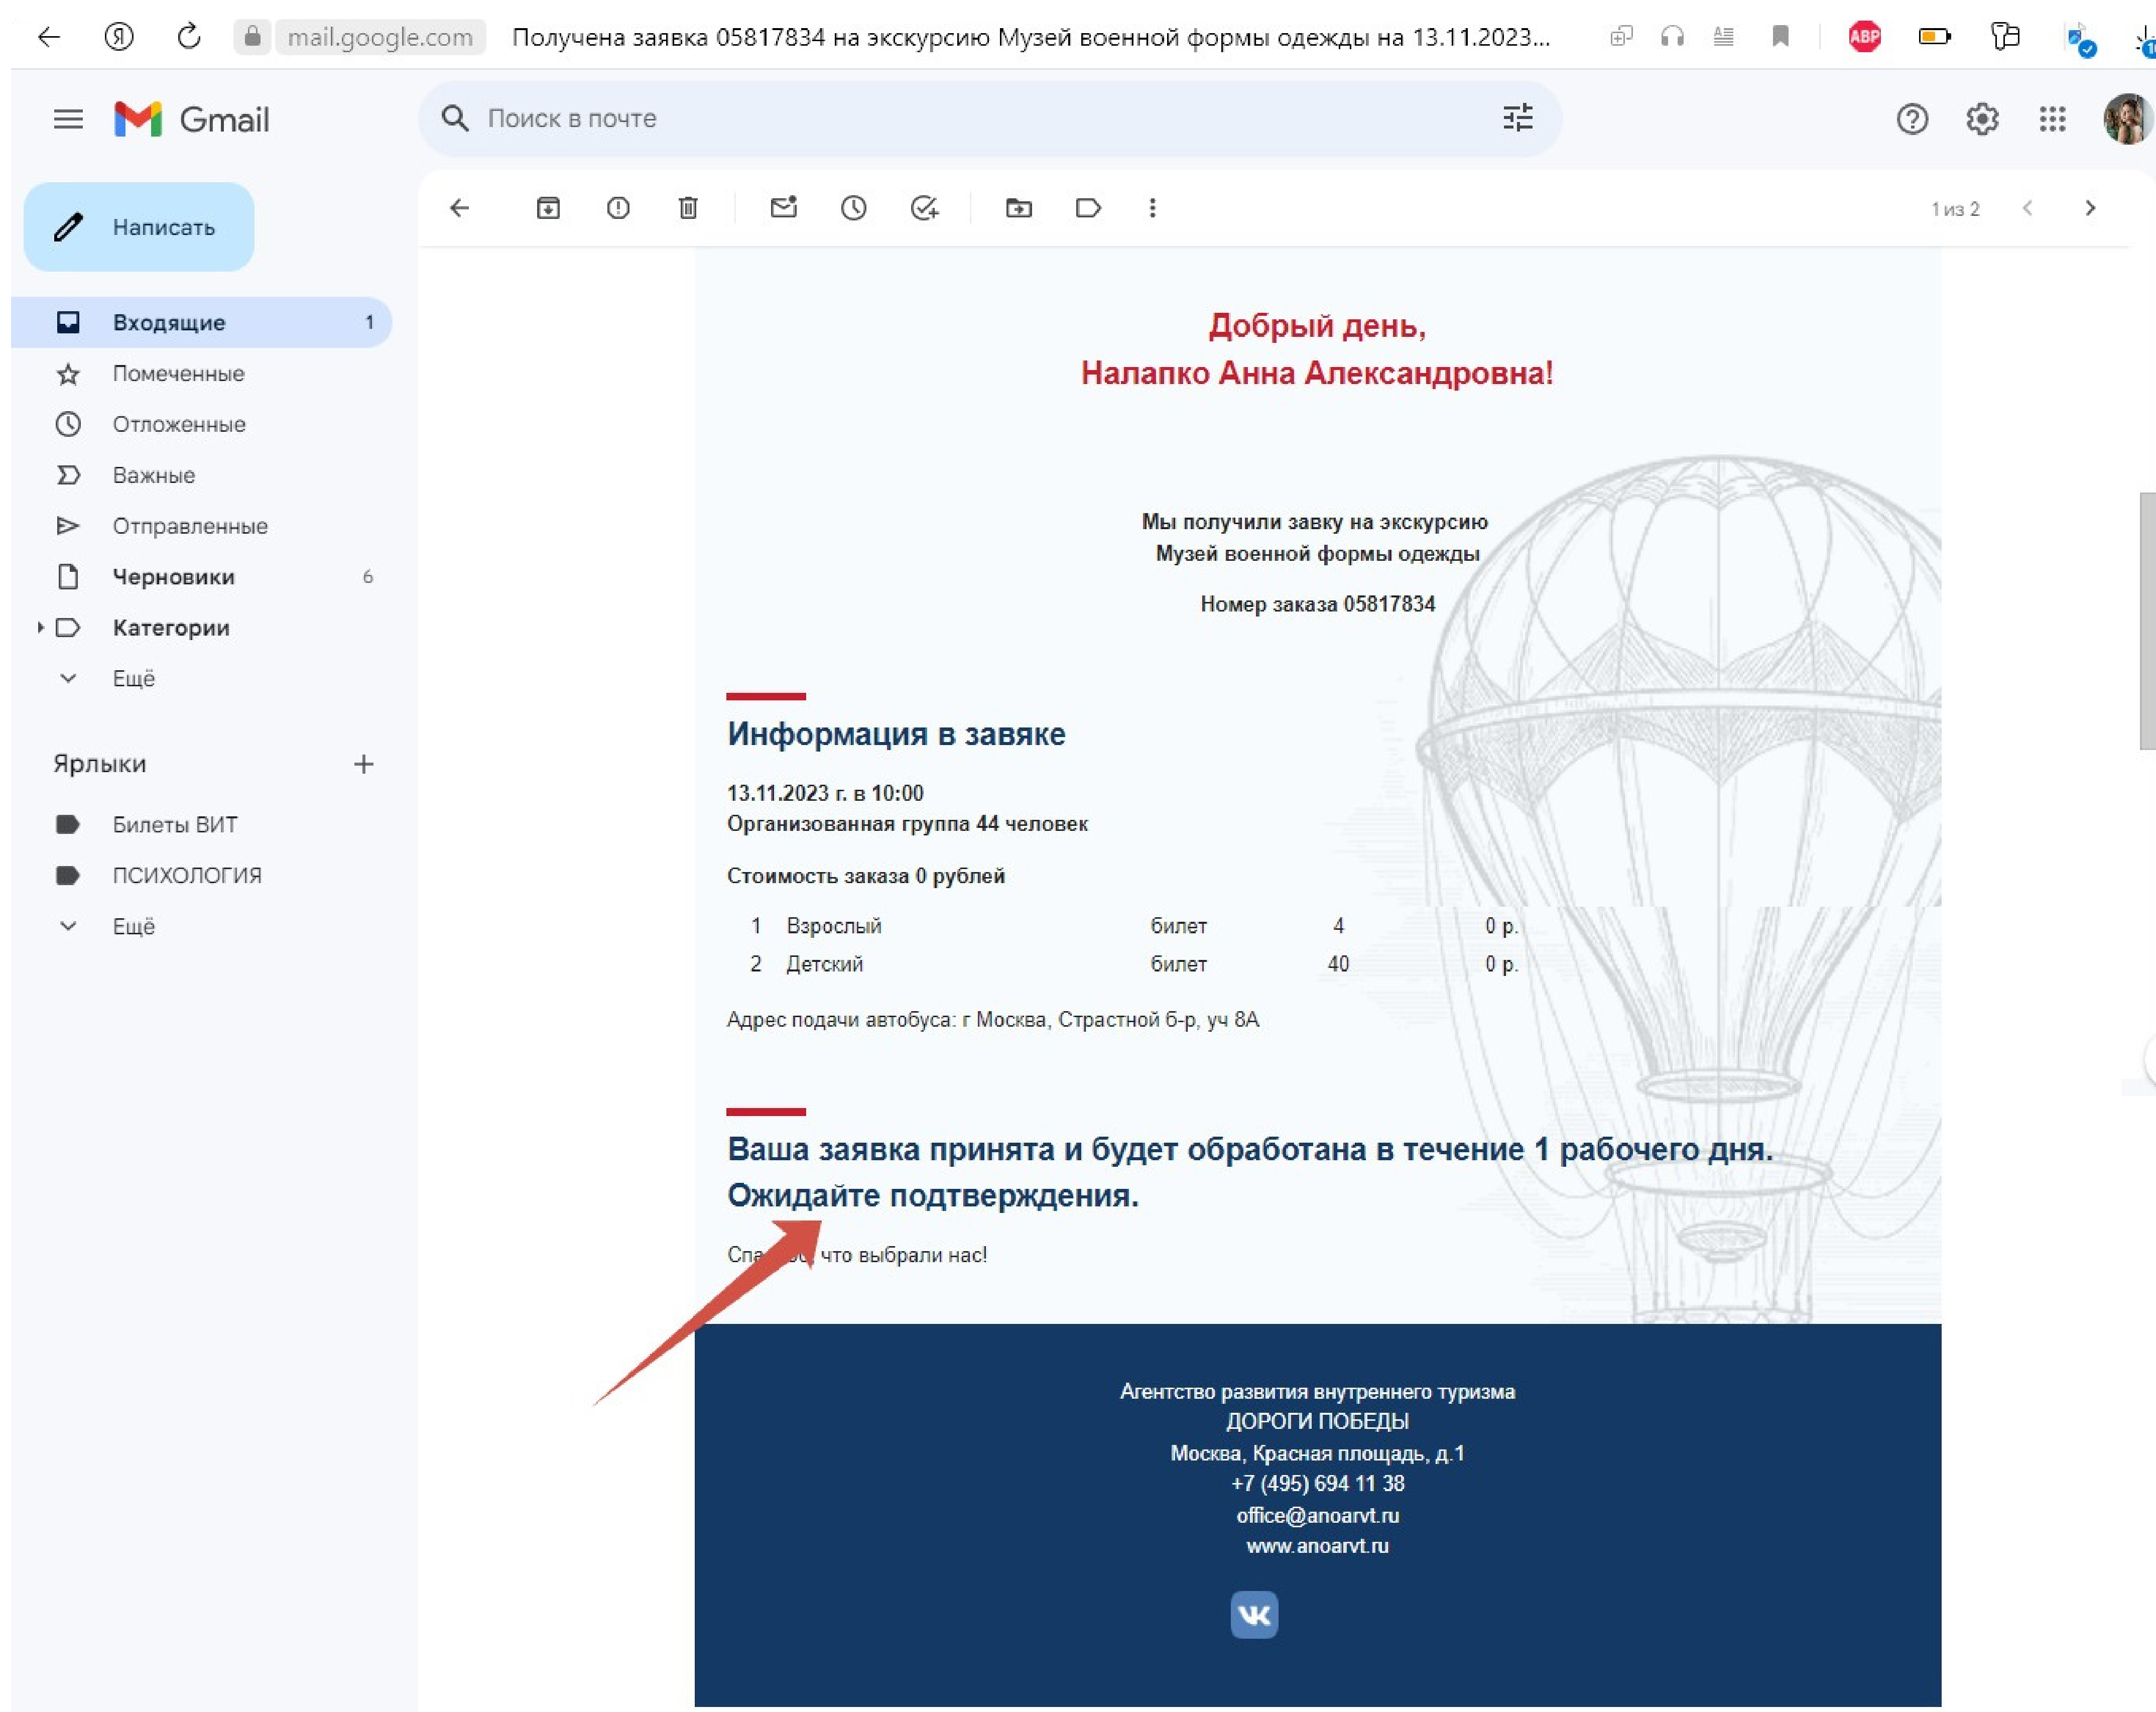 mail.google.com Получена заявка 05817834 на экскурсию Музей военной формы одежды на 13.11.2023...
ABP
Gmail
Поиск в почте
Написать
1 из 2
Входящие 1
Помеченные
Отложенные
Важные
Отправленные
Черновики 6
Категории
Ещё
Ярлыки
Билеты ВИТ
ПСИХОЛОГИЯ
Ещё
Добрый день,
Налапко Анна Александровна!
Мы получили завку на экскурсию
Музей военной формы одежды
Номер заказа 05817834
Информация в завяке
13.11.2023 г. в 10:00
Организованная группа 44 человек
Стоимость заказа 0 рублей
1 Взрослый билет 4 0 р.
2 Детский билет 40 0 р.
Адрес подачи автобуса: г Москва, Страстной б-р, уч 8А
Ваша заявка принята и будет обработана в течение 1 рабочего дня.
Ожидайте подтверждения.
что выбрали нас!
Агентство развития внутреннего туризма
ДОРОГИ ПОБЕДЫ
Москва, Красная площадь, д.1
+7 (495) 694 11 38
office@anoarvt.ru
www.anoarvt.ru